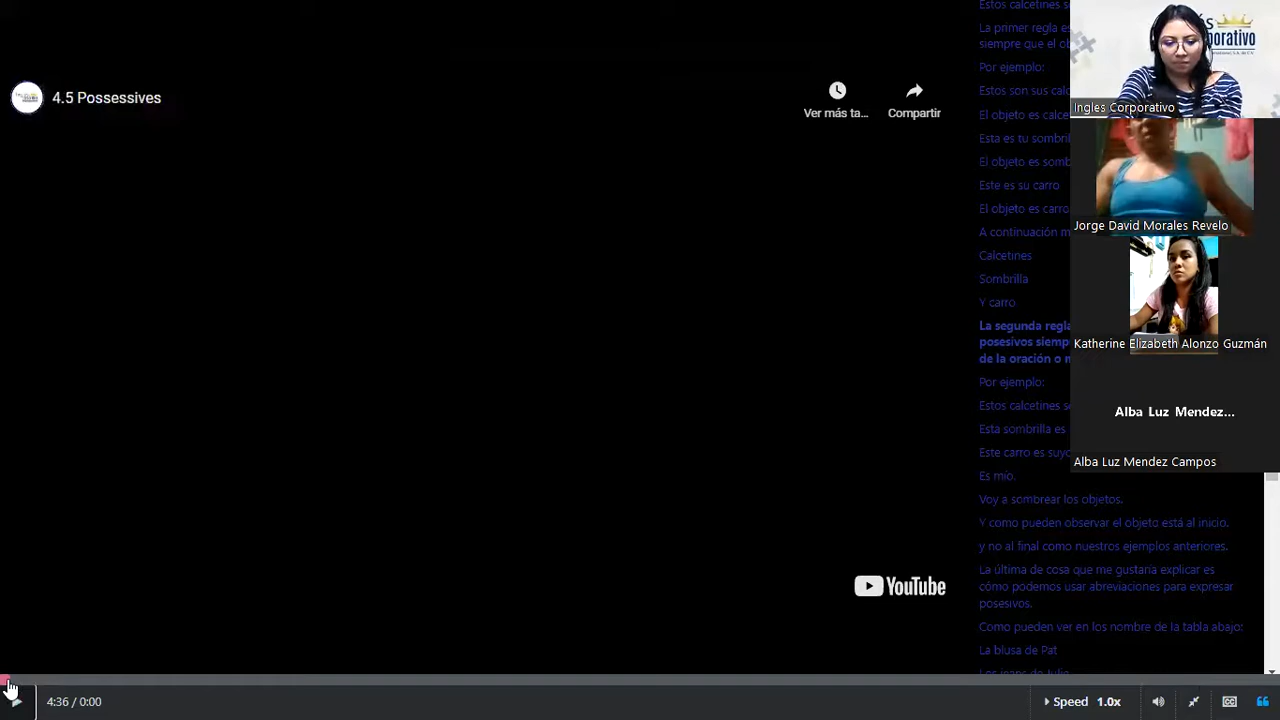 4.5 Possessives
Ver más ta...
Compartir
YouTube
4:36 / 0:00
Speed 1.0x
Estos calcetines
La primer regla
siempre que el
Por ejemplo:
Estos son sus
El objeto es
Esta es tu
El objeto es
Este es su carro
El objeto es carro
A continuación
Calcetines
Sombrilla
Y carro
La segunda regla
posesivos
de la oración o
Por ejemplo:
Estos calcetines
Esta sombrilla es
Este carro es suyo
Es mío.
Voy a sombrear los objetos.
Y como pueden observar el objeto está al inicio.
y no al final como nuestros ejemplos anteriores.
La última de cosa que me gustaría explicar es
cómo podemos usar abreviaciones para expresar
posesivos.
Como pueden ver en los nombre de la tabla abajo:
La blusa de Pat
Los jeans de Julie
Ingles Corporativo
Jorge David Morales Revelo
Katherine Elizabeth Alonzo Guzmán
Alba Luz Mendez...
Alba Luz Mendez Campos